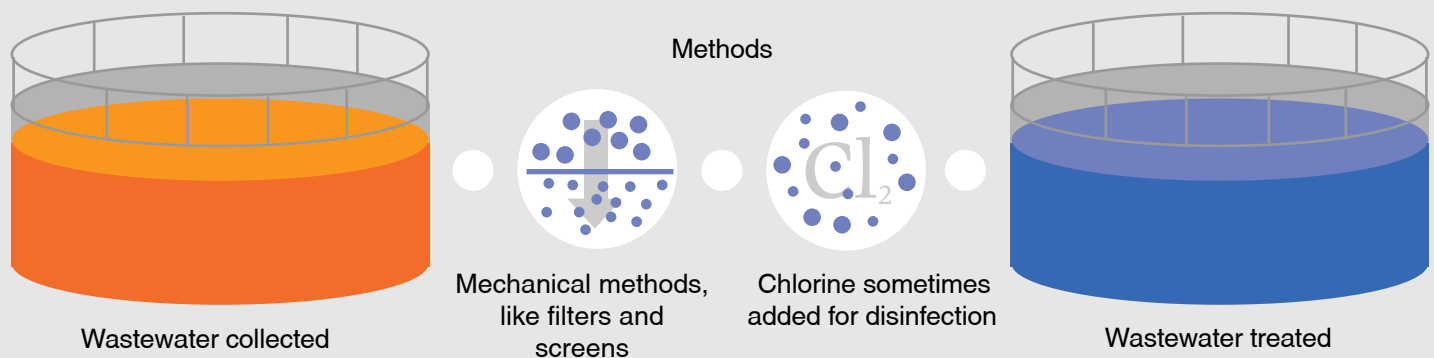 Methods
Cl2
Mechanical methods,
like filters and
screens
Chlorine sometimes
added for disinfection
Wastewater collected
Wastewater treated